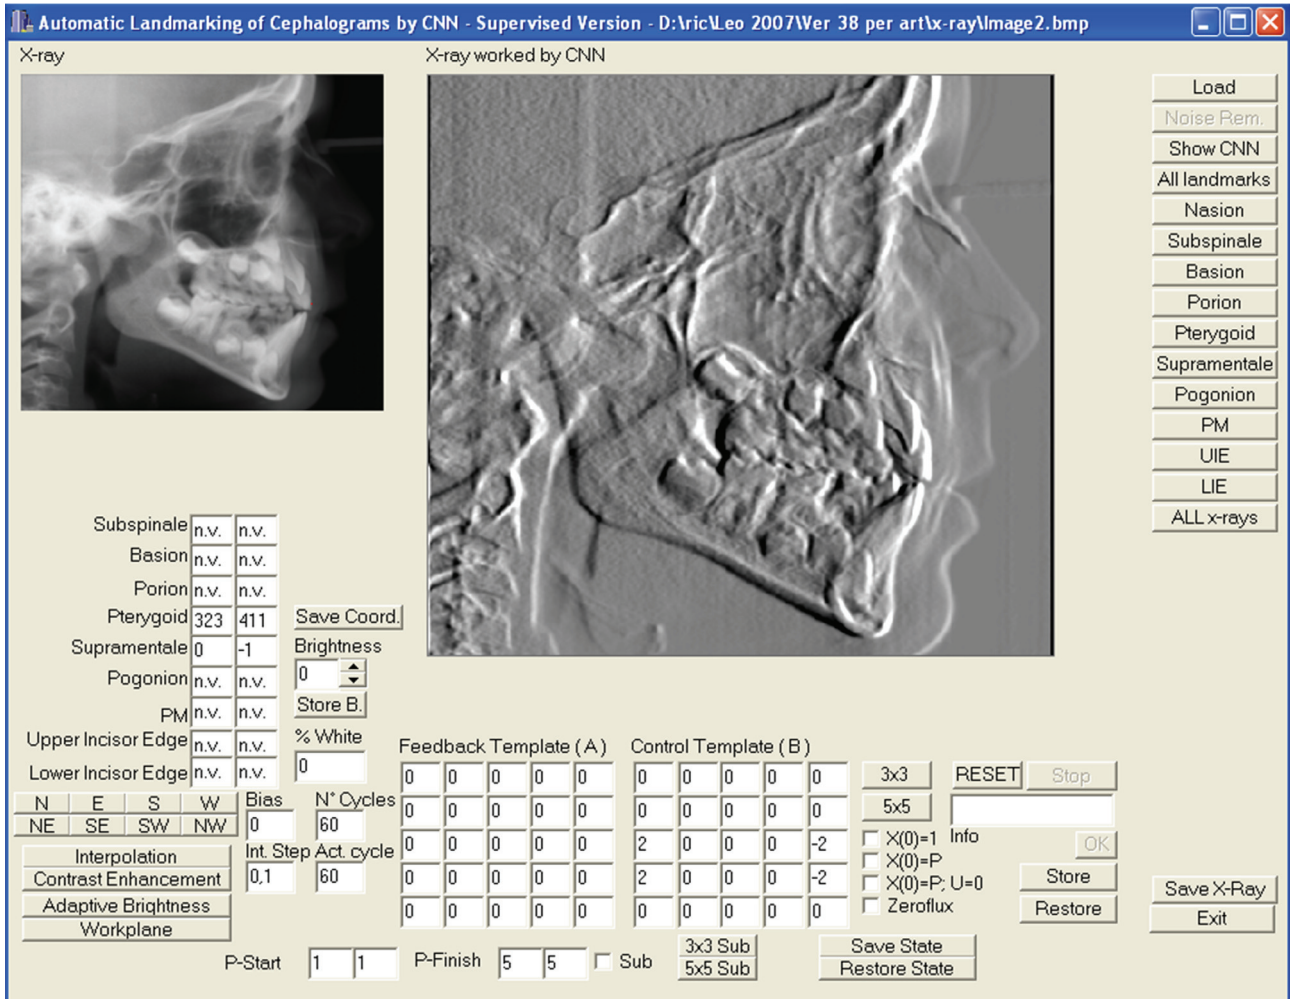 Automatic Landmarking of Cephalograms by CNN - Supervised Version - D:\ric\Leo 2007\Ver 38 per art\x-ray\Image2.bmp
X-ray
X-ray worked by CNN
Load
Noise Rem.
Show CNN
All landmarks
Nasion
Subspinale
Basion
Porion
Pterygoid
Supramentale
Pogonion
PM
UIE
LIE
ALL x-rays
Subspinale n.v. n.v.
Basion n.v. n.v.
Porion n.v. n.v.
Pterygoid 323 411
Supramentale 0 -1
Pogonion n.v. n.v.
PM n.v. n.v.
Upper Incisor Edge n.v. n.v.
Lower Incisor Edge n.v. n.v.
Save Coord.
Brightness
0
Store B.
% White
0
N E S W
NE SE SW NW
Interpolation
Contrast Enhancement
Adaptive Brightness
Workplane
Bias N° Cycles
0 60
Int. Step Act. cycle
0,1 60
Feedback Template ( A )
0 0 0 0 0
0 0 0 0 0
0 0 0 0 0
0 0 0 0 0
0 0 0 0 0
Control Template ( B )
0 0 0 0 0
0 0 0 0 0
2 0 0 0 -2
2 0 0 0 -2
0 0 0 0 0
3x3
5x5
RESET
Stop
X(0)=1
X(0)=P
X(0)=P; U=0
Zeroflux
Info
OK
Store
Restore
Save X-Ray
Exit
P-Start 1 1
P-Finish 5 5
Sub
3x3 Sub
5x5 Sub
Save State
Restore State